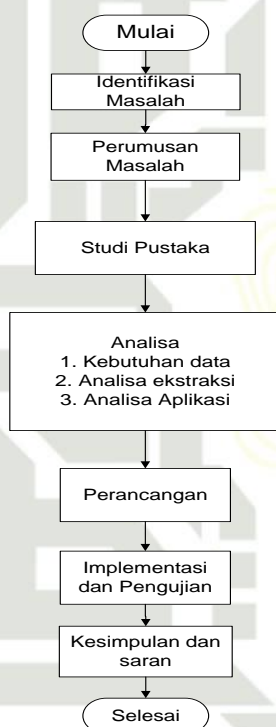 Mulai
Identifikasi
Masalah
Perumusan
Masalah
Studi Pustaka
Analisa
1. Kebutuhan data
2. Analisa ekstraksi
3. Analisa Aplikasi
Perancangan
Implementasi
dan Pengujian
Kesimpulan dan
saran
Selesai